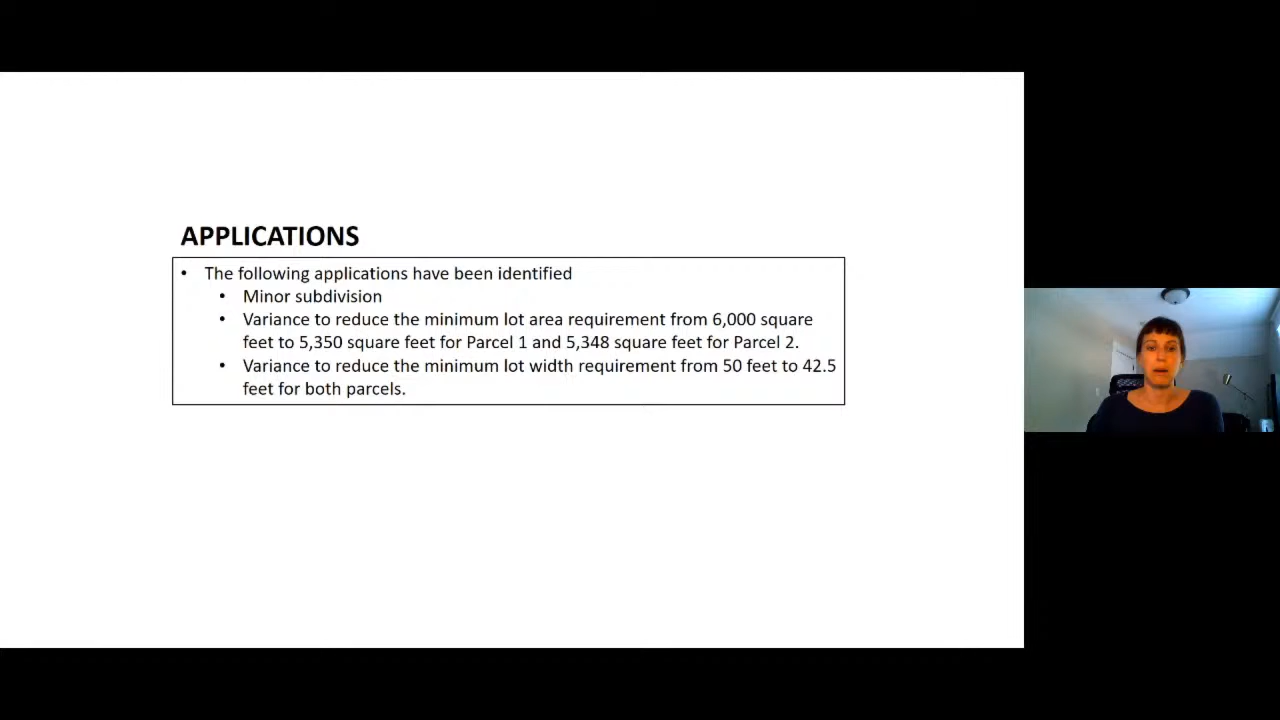 APPLICATIONS
• The following applications have been identified
• Minor subdivision
• Variance to reduce the minimum lot area requirement from 6,000 square
feet to 5,350 square feet for Parcel 1 and 5,348 square feet for Parcel 2.
• Variance to reduce the minimum lot width requirement from 50 feet to 42.5
feet for both parcels.